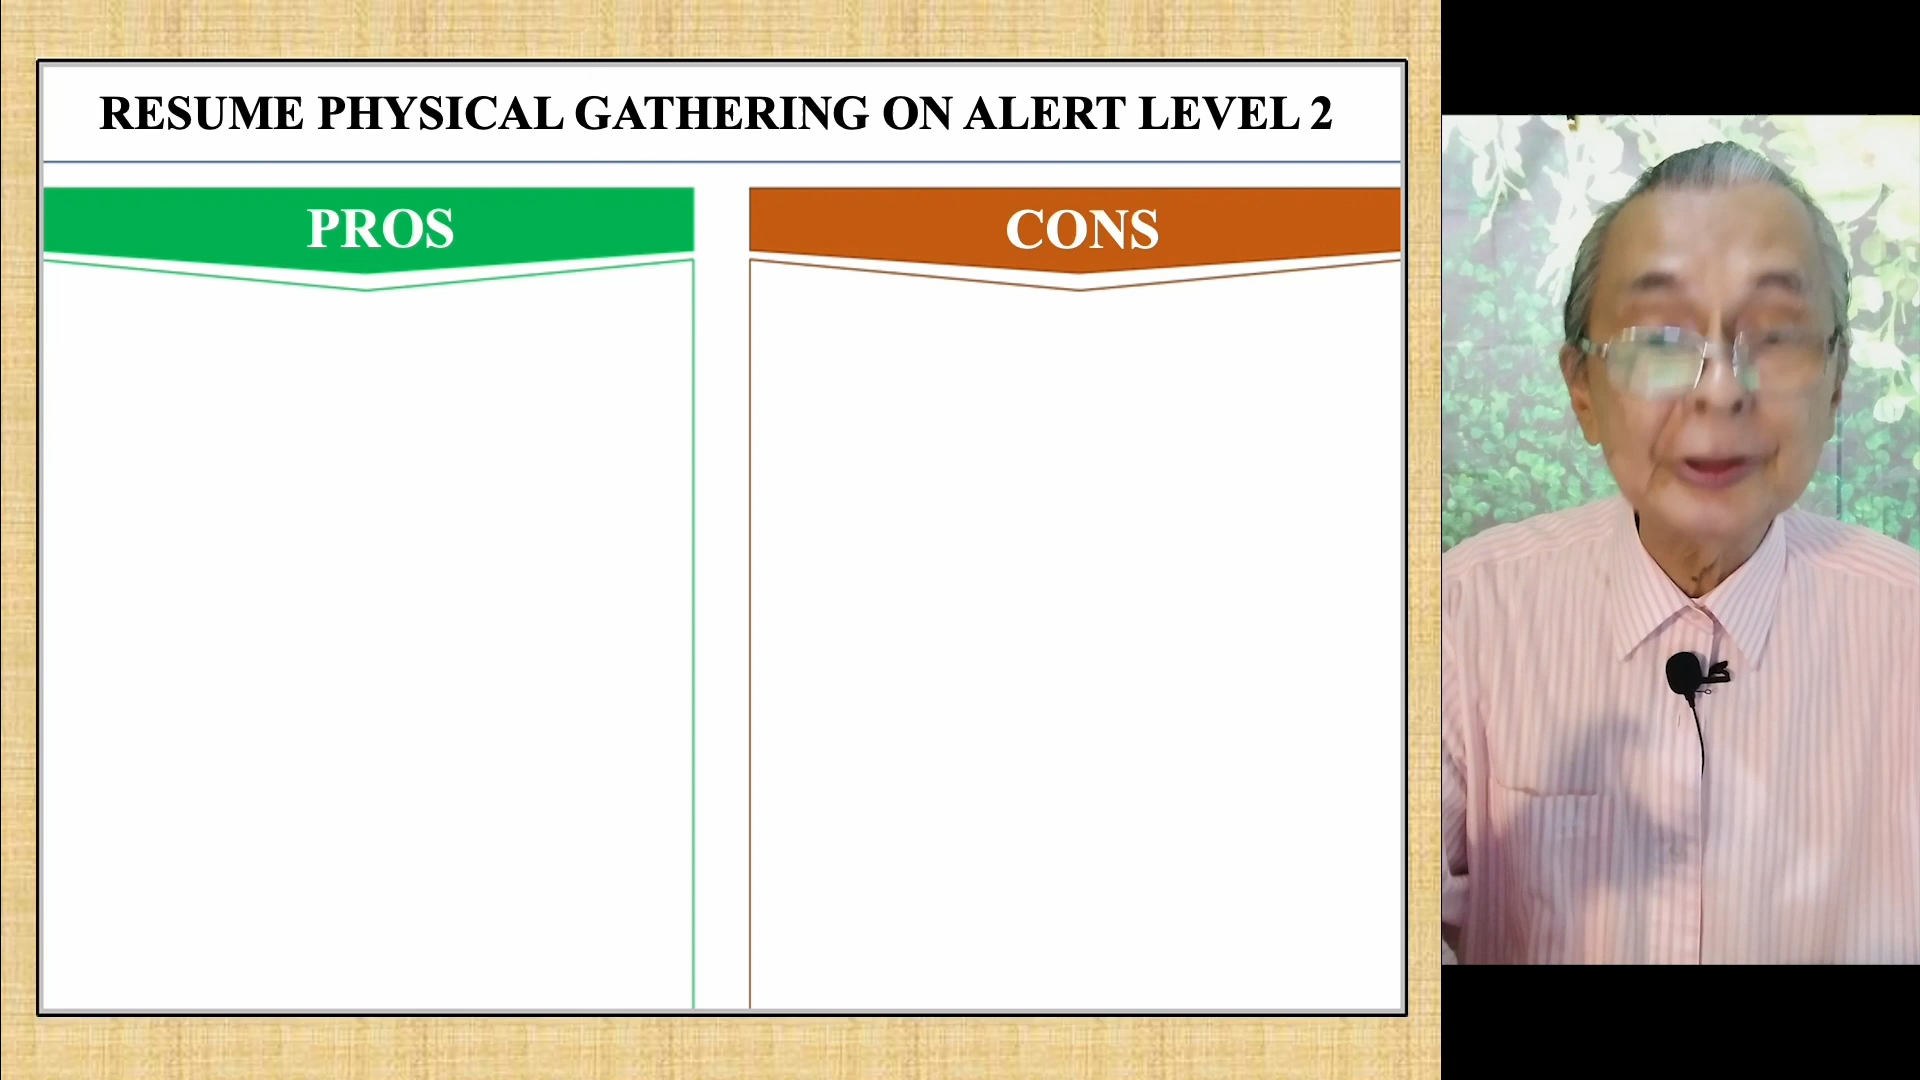 RESUME PHYSICAL GATHERING ON ALERT LEVEL 2
PROS
CONS